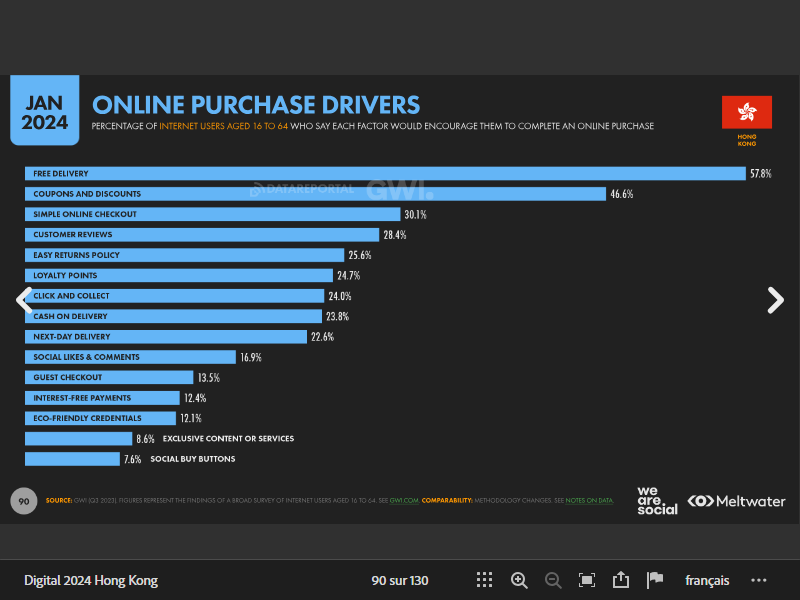 JAN
2024
ONLINE PURCHASE DRIVERS
PERCENTAGE OF INTERNET USERS AGED 16 TO 64 WHO SAY EACH FACTOR WOULD ENCOURAGE THEM TO COMPLETE AN ONLINE PURCHASE
HONG
KONG
FREE DELIVERY 57.8%
DATAREPORTAL GWI.
COUPONS AND DISCOUNTS 46.6%
SIMPLE ONLINE CHECKOUT 30.1%
CUSTOMER REVIEWS 28.4%
EASY RETURNS POLICY 25.6%
LOYALTY POINTS 24.7%
CLICK AND COLLECT 24.0%
CASH ON DELIVERY 23.8%
NEXT-DAY DELIVERY 22.6%
SOCIAL LIKES & COMMENTS 16.9%
GUEST CHECKOUT 13.5%
INTEREST-FREE PAYMENTS 12.4%
ECO-FRIENDLY CREDENTIALS 12.1%
8.6% EXCLUSIVE CONTENT OR SERVICES
7.6% SOCIAL BUY BUTTONS
90
SOURCE: GWI (Q3 2023). FIGURES REPRESENT THE FINDINGS OF A BROAD SURVEY OF INTERNET USERS AGED 16 TO 64. SEE GWI.COM. COMPARABILITY: METHODOLOGY CHANGES. SEE NOTES ON DATA.
we
are.
social
Meltwater
Digital 2024 Hong Kong
90 sur 130
français